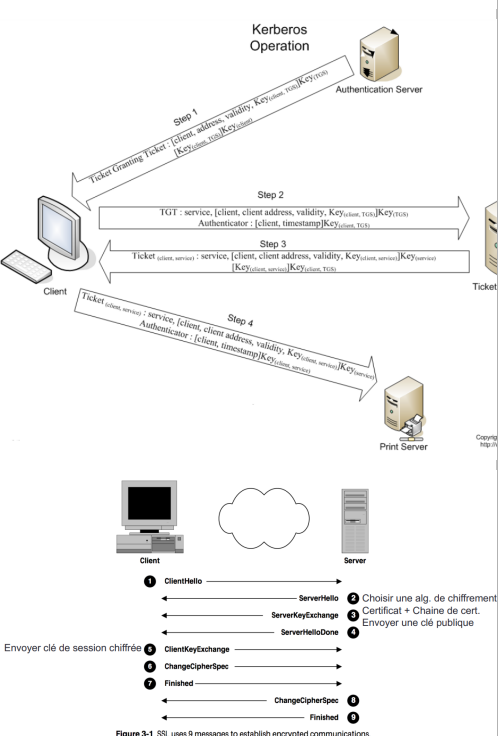 Kerberos
Operation
Authentication Server
Step 1
Ticket Granting Ticket : [client, address, validity, Key(client, TGS)]Key(TGS)
[Key(client, TGS)]Key(client)
Step 2
TGT : service, [client, client address, validity, Key(client, TGS)]Key(TGS)
Authenticator : [client, timestamp]Key(client, TGS)
Step 3
Ticket (client, service) : service, [client, client address, validity, Key(client, service)]Key(service)
[Key(client, service)]Key(client, TGS)
Client
Ticket
Step 4
Ticket (client, service) : service, [client, client address, validity, Key(client, service)]Key(service)
Authenticator : [client, timestamp]Key(client, service)
Print Server
Copyrig
http://
Client
Server
1 ClientHello
ServerHello 2 Choisir une alg. de chiffrement
ServerKeyExchange 3 Certificat + Chaine de cert.
Envoyer une clé publique
ServerHelloDone 4
Envoyer clé de session chiffrée 5 ClientKeyExchange
6 ChangeCipherSpec
7 Finished
ChangeCipherSpec 8
Finished 9
Figure 3-1 SSL uses 9 messages to establish encrypted communications